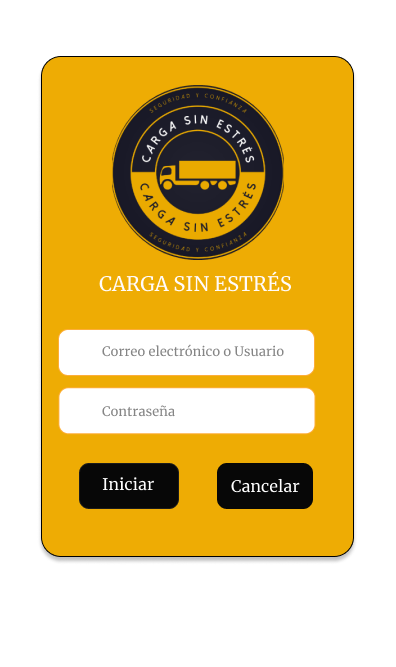 SEGURIDAD Y CONFIANZA
CARGA SIN ESTRÉS
CARGA SIN ESTRÉS
SEGURIDAD Y CONFIANZA
CARGA SIN ESTRÉS
Correo electrónico o Usuario
Contraseña
Iniciar
Cancelar